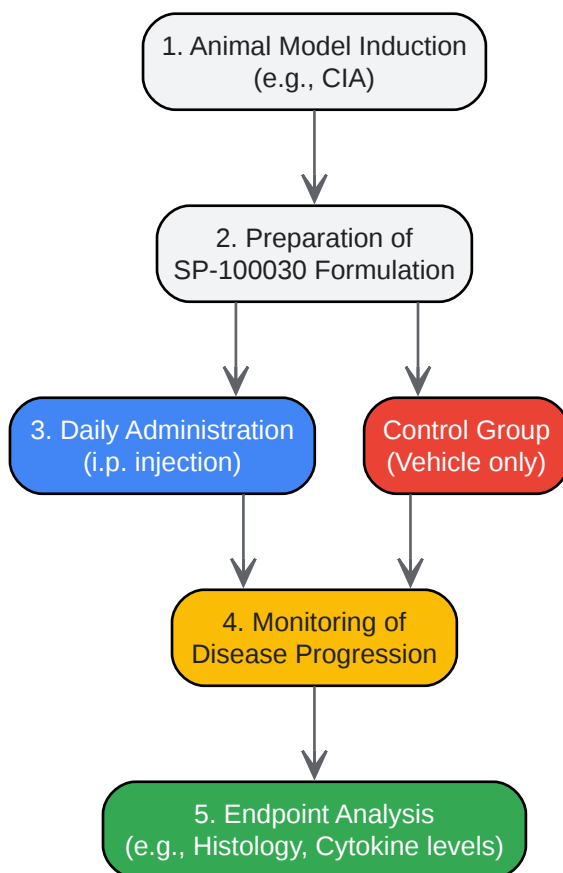 1. Animal Model Induction
(e.g., CIA)
2. Preparation of
SP-100030 Formulation
3. Daily Administration
(i.p. injection)
Control Group
(Vehicle only)
4. Monitoring of
Disease Progression
5. Endpoint Analysis
(e.g., Histology, Cytokine levels)